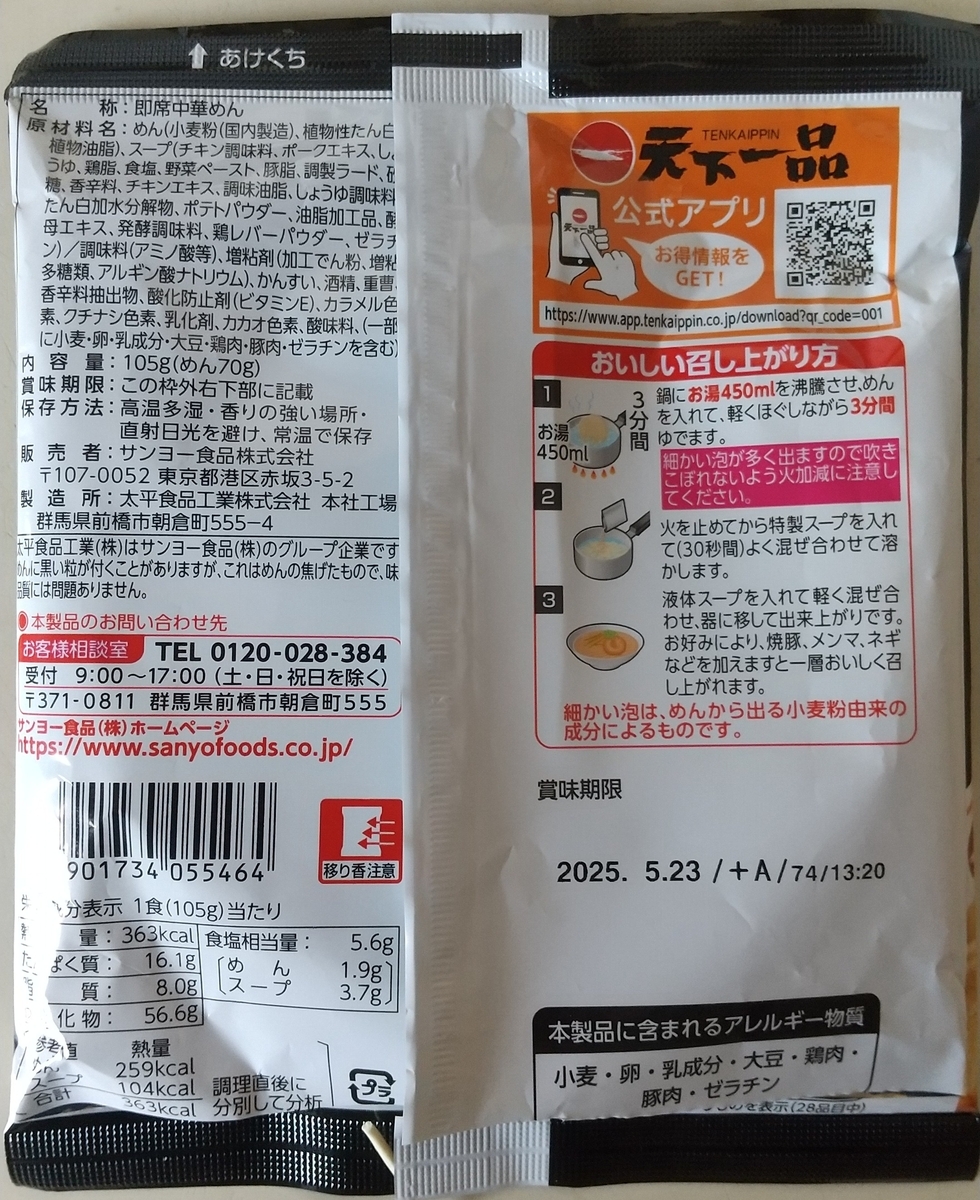 あけくち
名称：即席中華めん
原材料名：めん(小麦粉(国内製造)、植物性たん白
植物油脂)、スープ(チキン調味料、ポークエキス、しょ
うゆ、鶏脂、食塩、野菜ペースト、豚脂、調製ラード、砂
糖、香辛料、チキンエキス、調味油脂、しょうゆ調味料
たん白加水分解物、ポテトパウダー、油脂加工品、酵
母エキス、発酵調味料、鶏レバーパウダー、ゼラチ
ン)／調味料(アミノ酸等)、増粘剤(加工でん粉、増粘
多糖類、アルギン酸ナトリウム)、かんすい、酒精、重曹
香辛料抽出物、酸化防止剤(ビタミンE)、カラメル色
素、クチナシ色素、乳化剤、カカオ色素、酸味料、(一部
に小麦・卵・乳成分・大豆・鶏肉・豚肉・ゼラチンを含む)
内容量：105g(めん70g)
賞味期限：この枠外右下部に記載
保存方法：高温多湿・香りの強い場所・
直射日光を避け、常温で保存
販売者：サンヨー食品株式会社
〒107-0052 東京都港区赤坂3-5-2
製造所：太平食品工業株式会社 本社工場
群馬県前橋市朝倉町555−4
太平食品工業(株)はサンヨー食品(株)のグループ企業です
めんに黒い粒が付くことがありますが、これはめんの焦げたもので、味
品質には問題ありません。
●本製品のお問い合わせ先
お客様相談室 TEL 0120-028-384
受付 9:00〜17:00 (土・日・祝日を除く)
〒371-0811 群馬県前橋市朝倉町555
サンヨー食品(株)ホームページ
https://www.sanyofoods.co.jp/
901734 055464
移り香注意
分表示 1食(105g)当たり
量：363kcal
ぱく質：16.1g
質：8.0g
化物：56.6g
食塩相当量：5.6g
めん 1.9g
スープ 3.7g
参考値 熱量
めん 259kcal
スープ 104kcal
合計 363kcal
調理直後に
分別して分析
プラ
TENKAIPPIN
天下一品
公式アプリ
天下一品
お得情報を
GET！
https://www.app.tenkaippin.co.jp/download?qr_code=001
おいしい召し上がり方
1
お湯
450ml
3分間
鍋にお湯450mlを沸騰させ、めん
を入れて、軽くほぐしながら3分間
ゆでます。
細かい泡が多く出ますので吹き
こぼれないよう火加減に注意し
てください。
2
火を止めてから特製スープを入れ
て(30秒間)よく混ぜ合わせて溶
かします。
3
液体スープを入れて軽く混ぜ合
わせ、器に移して出来上がりです。
お好みにより、焼豚、メンマ、ネギ
などを加えますと一層おいしく召
し上がれます。
細かい泡は、めんから出る小麦粉由来の
成分によるものです。
賞味期限
2025. 5.23 /+A/74/13:20
本製品に含まれるアレルギー物質
小麦・卵・乳成分・大豆・鶏肉・
豚肉・ゼラチン
を表示(28品目中)